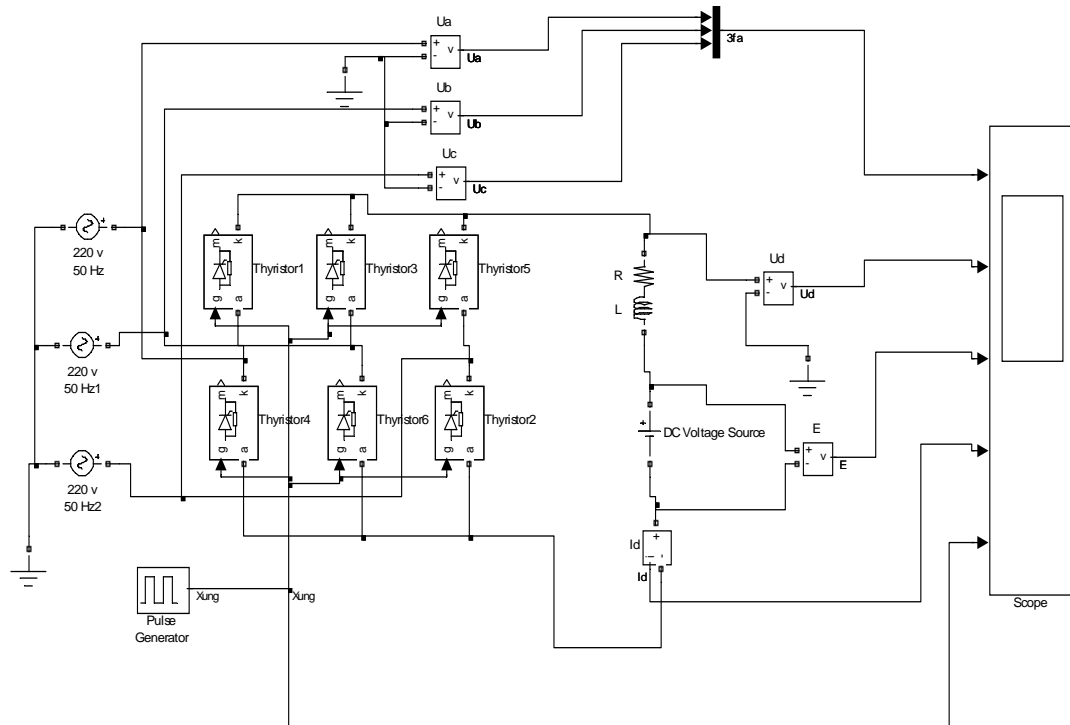 Ua
+
-
v
Ua
3fa
Ub
+
-
v
Ub
Uc
+
-
v
Uc
+
220 v
50 Hz
m
k
g
a
Thyristor1
m
k
g
a
Thyristor3
m
k
g
a
Thyristor5
R
L
Ud
+
-
v
Ud
+
220 v
50 Hz1
m
k
g
a
Thyristor4
m
k
g
a
Thyristor6
m
k
g
a
Thyristor2
+
DC Voltage Source
E
+
-
v
E
+
220 v
50 Hz2
Id
+
i
-
Id
Xung
Xung
Pulse
Generator
Scope